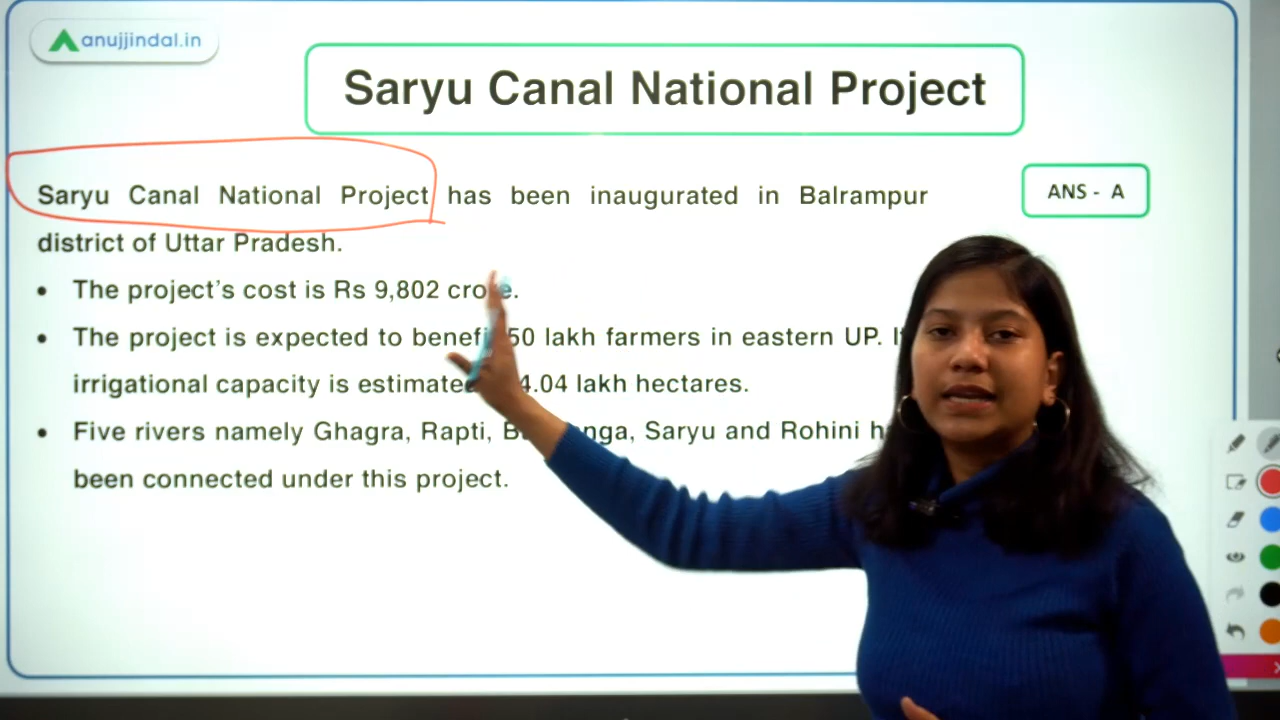 anujjindal.in
Saryu Canal National Project
Saryu Canal National Project has been inaugurated in Balrampur
ANS - A
district of Uttar Pradesh.
• The project's cost is Rs 9,802 .
• The project is expected to 50 lakh farmers in eastern UP.
irrigational capacity is 4.04 lakh hectares.
• Five rivers namely Ghagra, Rapti, Saryu and Rohini
been connected under this project.